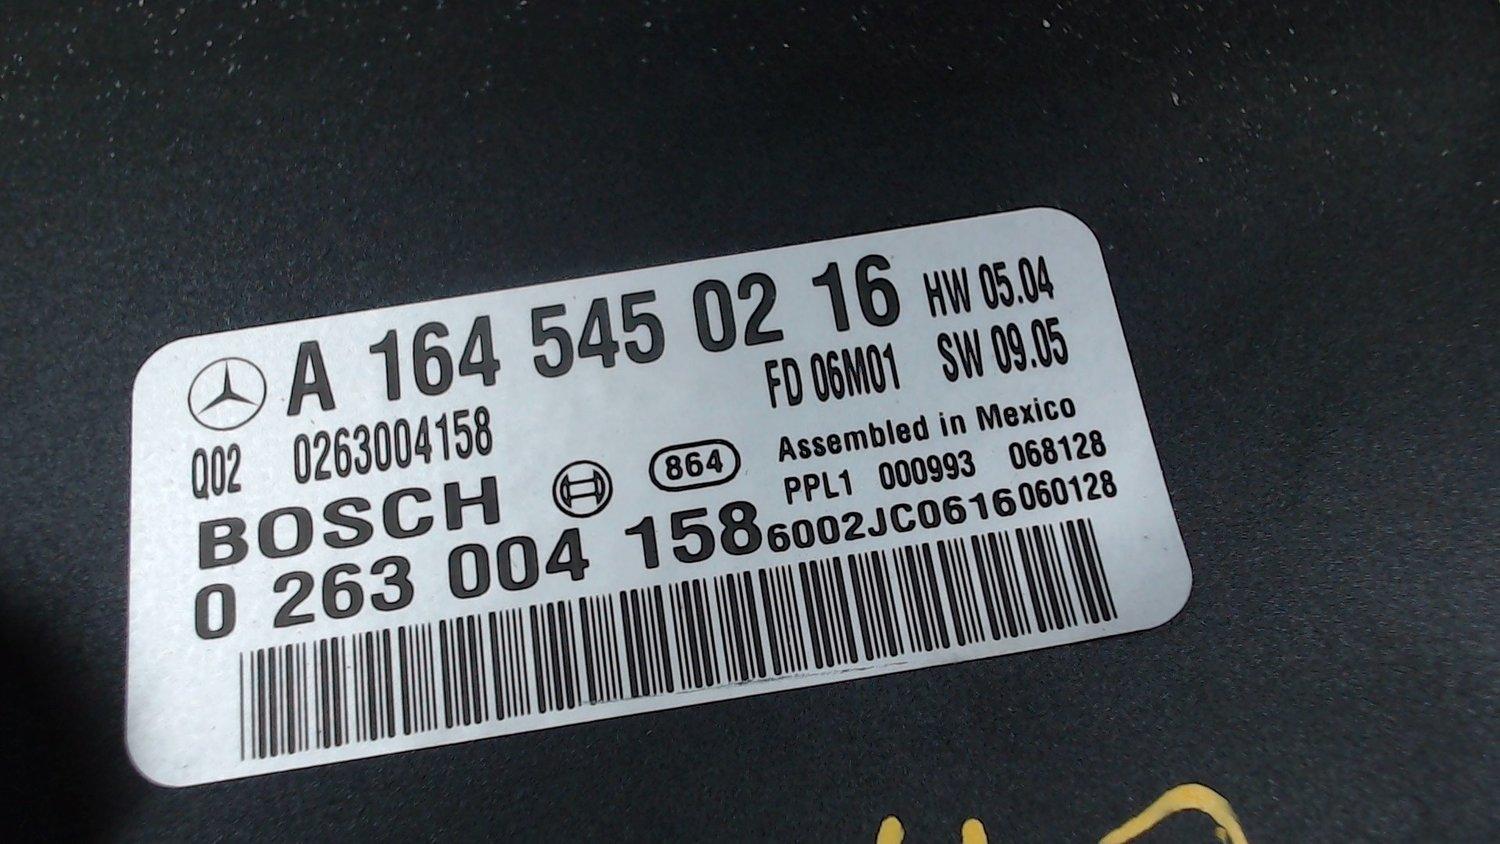 A 164 545 02 16 HW 05.04
FD 06M01 SW 09.05
Q02 0263004158
Assembled in Mexico
BOSCH 864 PPL1 000993 068128
0 263 004 158 6002JC0616060128